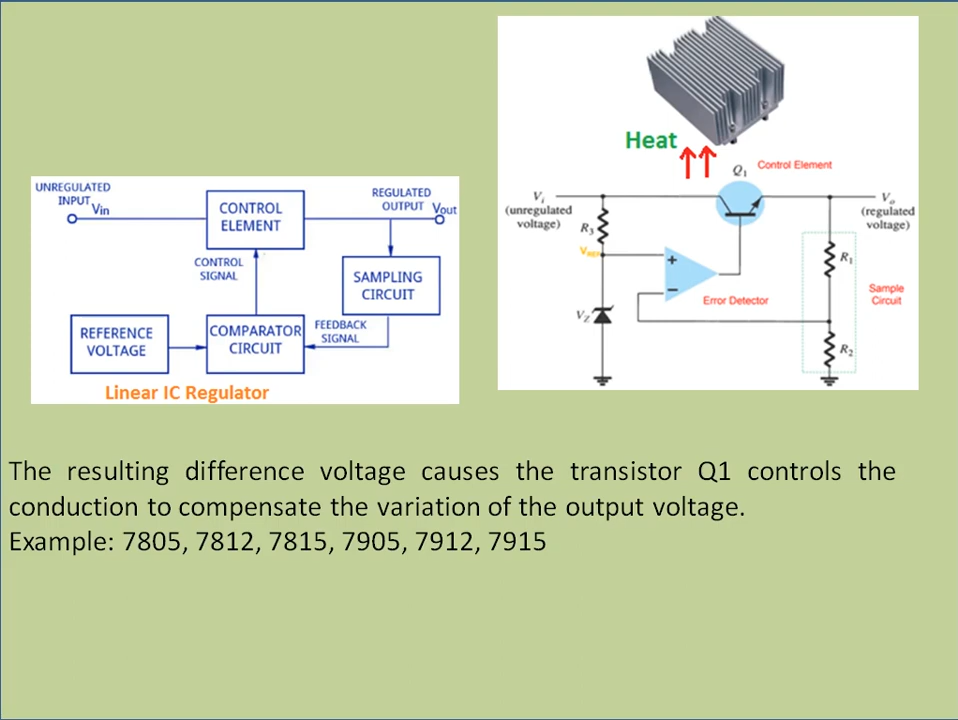 UNREGULATED
INPUT
Vin
CONTROL
ELEMENT
REGULATED
OUTPUT
Vout
CONTROL
SIGNAL
SAMPLING
CIRCUIT
REFERENCE
VOLTAGE
COMPARATOR
CIRCUIT
FEEDBACK
SIGNAL
Linear IC Regulator
Heat
Q1
Control Element
Vi
(unregulated
voltage)
R3
VREF
+
−
Error Detector
VZ
Vo
(regulated
voltage)
R1
Sample
Circuit
R2
The resulting difference voltage causes the transistor Q1 controls the
conduction to compensate the variation of the output voltage.
Example: 7805, 7812, 7815, 7905, 7912, 7915